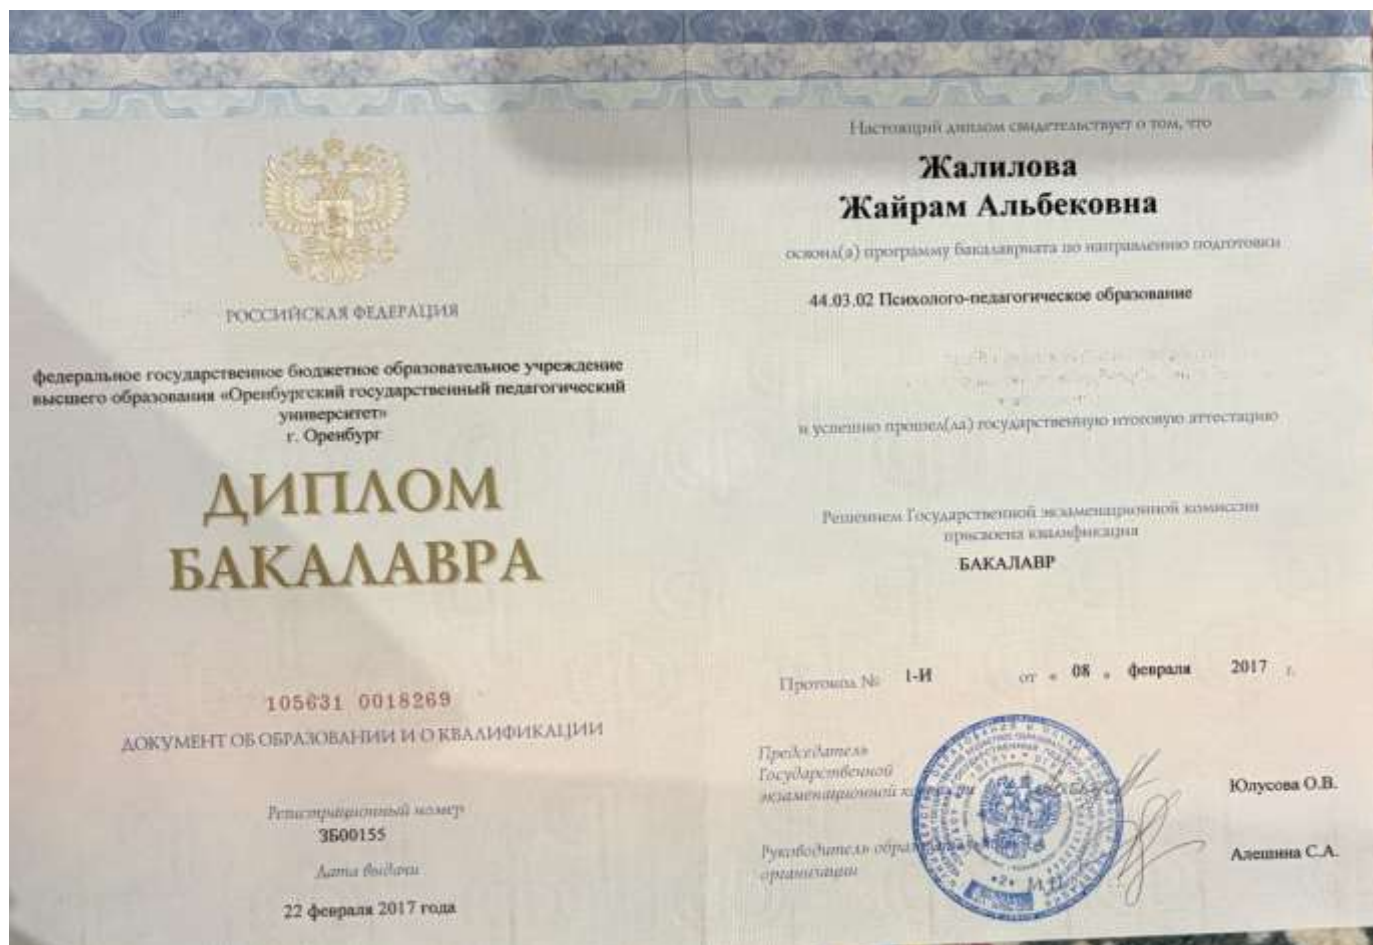 РОССИЙСКАЯ ФЕДЕРАЦИЯ
федеральное государственное бюджетное образовательное учреждение
высшего образования «Оренбургский государственный педагогический
университет»
г. Оренбург
ДИПЛОМ
БАКАЛАВРА
105631 0018269
ДОКУМЕНТ ОБ ОБРАЗОВАНИИ И О КВАЛИФИКАЦИИ
Регистрационный номер
ЗБ00155
Дата выдачи
22 февраля 2017 года
Настоящий диплом свидетельствует о том, что
Жалилова
Жайрам Альбековна
освоил(а) программу бакалавриата по направлению подготовки
44.03.02 Психолого-педагогическое образование
и успешно прошел(ла) государственную итоговую аттестацию
Решением Государственной экзаменационной комиссии
присвоена квалификация
БАКАЛАВР
Протокол № 1-И от « 08 » февраля 2017 г.
Председатель
Государственной
экзаменационной
Юлусова О.В.
Руководитель
организации
Алешина С.А.
М.П.